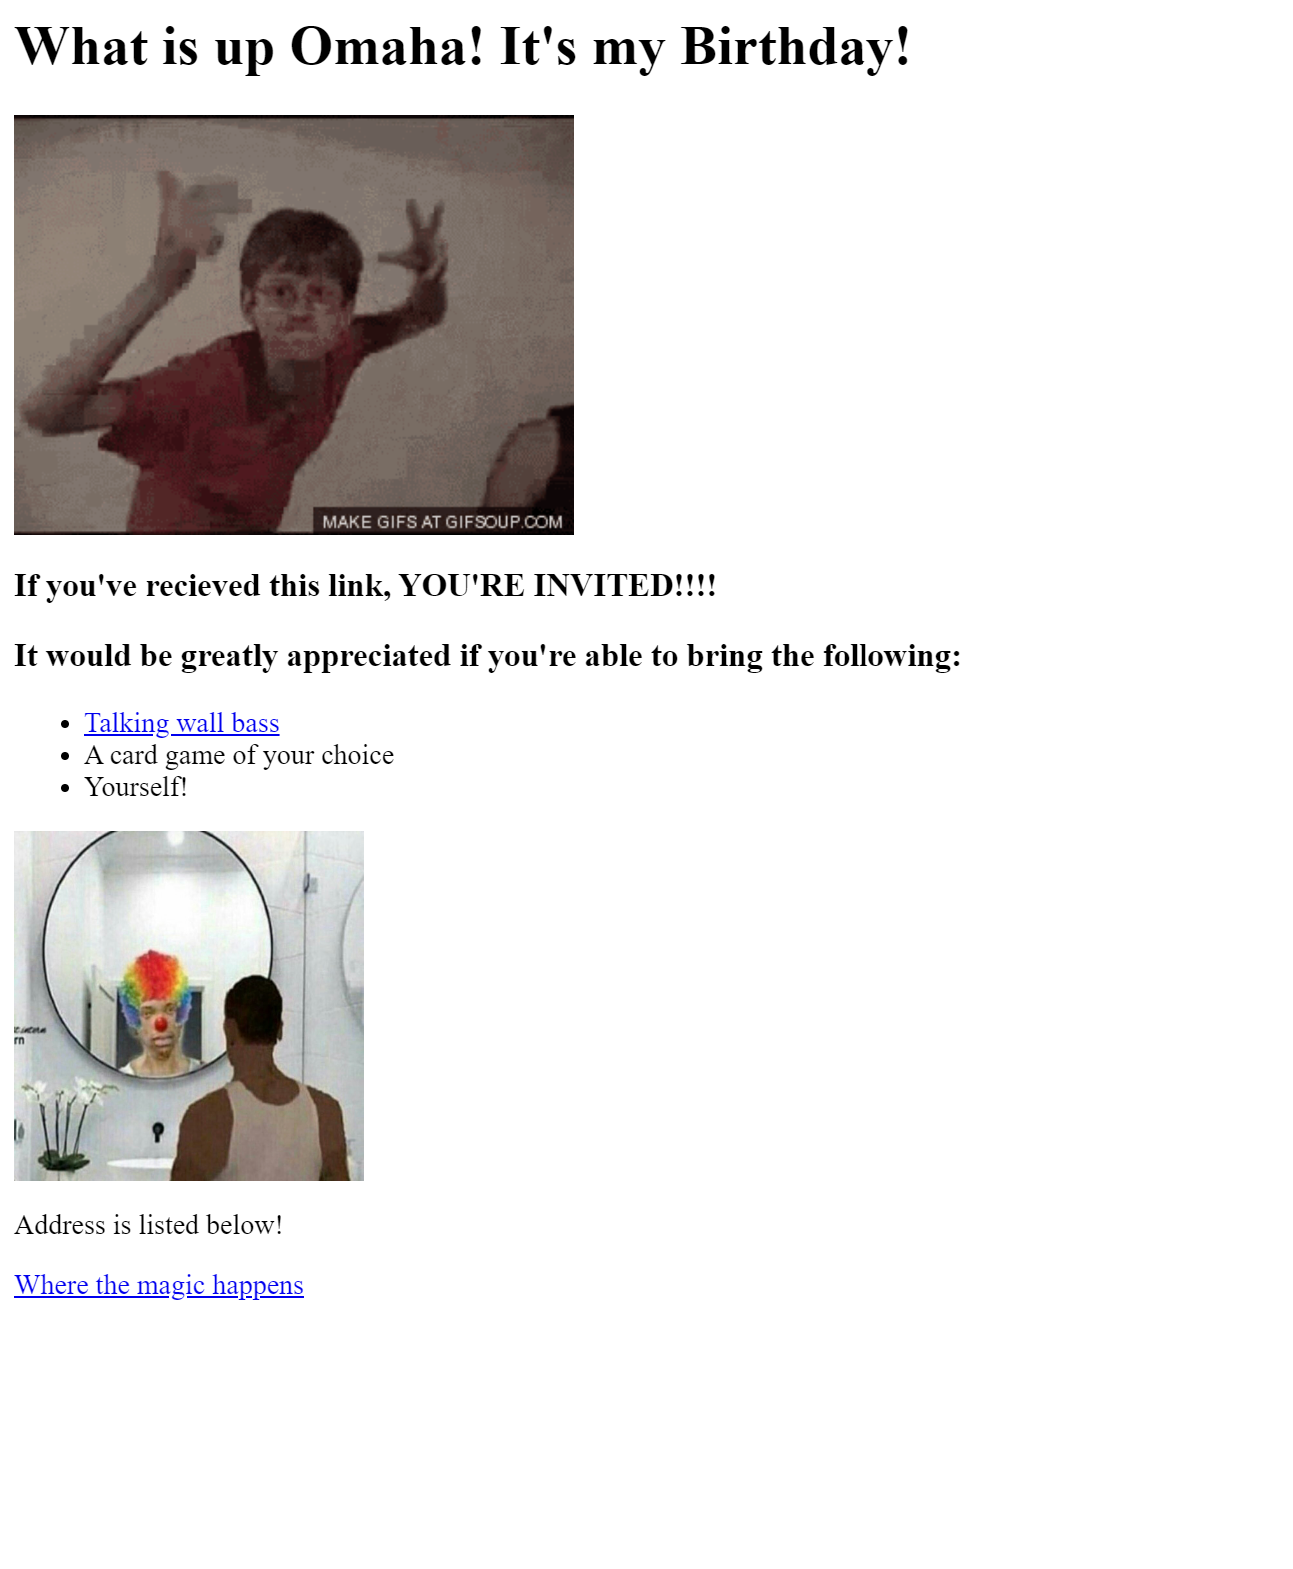 What is up Omaha! It's my Birthday!
MAKE GIFS AT GIFSOUP.COM
If you've recieved this link, YOU'RE INVITED!!!!
It would be greatly appreciated if you're able to bring the following:
Talking wall bass
A card game of your choice
Yourself!
rn
Address is listed below!
Where the magic happens